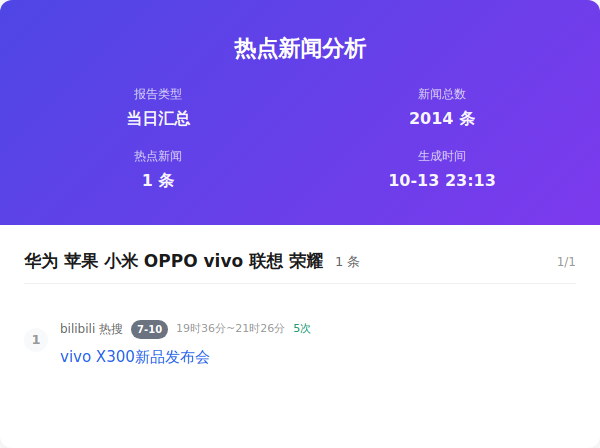 热点新闻分析
报告类型
新闻总数
当日汇总
2014 条
热点新闻
生成时间
1 条
10-13 23:13
华为 苹果 小米 OPPO vivo 联想 荣耀 1 条 1/1
bilibili 热搜 7-10 19时36分~21时26分 5次
1
vivo X300新品发布会